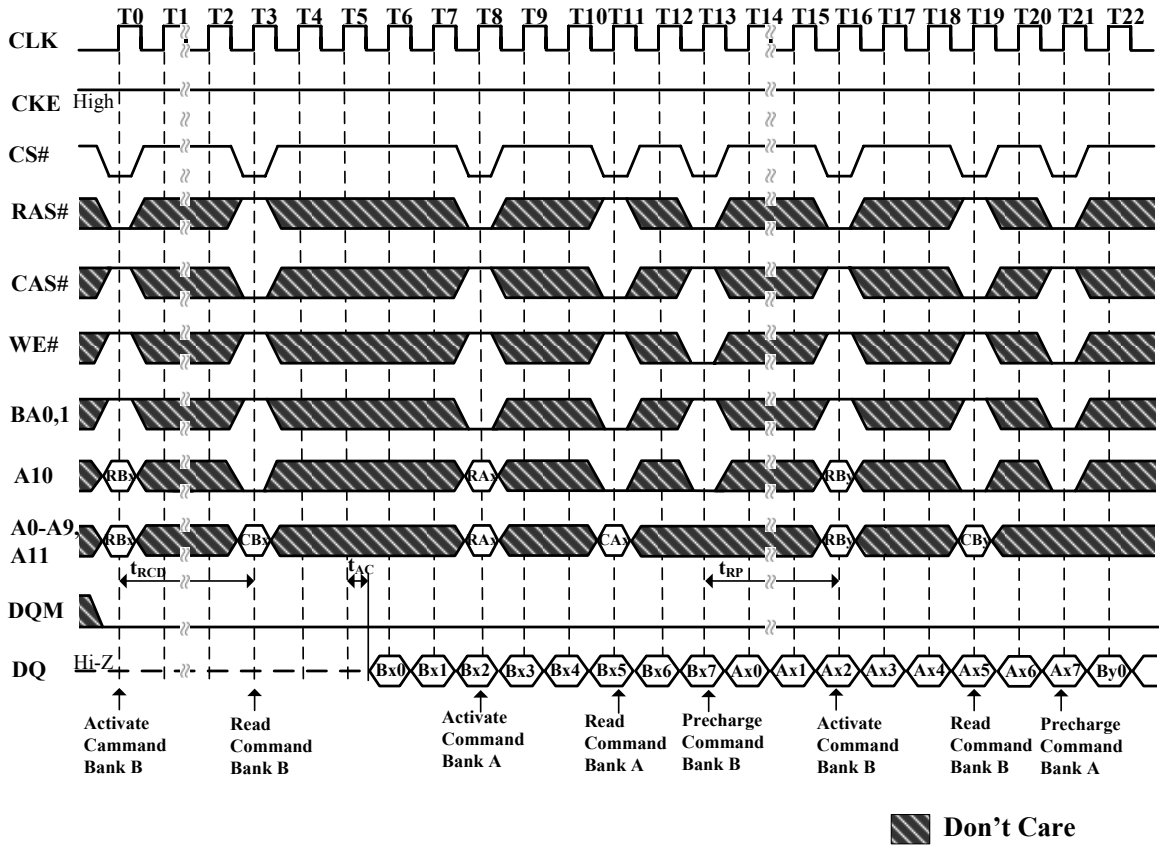 T0 T1 T2 T3 T4 T5 T6 T7 T8 T9 T10 T11 T12 T13 T14 T15 T16 T17 T18 T19 T20 T21 T22
CLK
CKE High
CS#
RAS#
CAS#
WE#
BA0,1
A10 RBx RAx RBy
A0-A9,
A11
RBx CBx RAx CAx RBy CBy
tRCD tAC tRP
DQM
DQ Hi-Z Bx0 Bx1 Bx2 Bx3 Bx4 Bx5 Bx6 Bx7 Ax0 Ax1 Ax2 Ax3 Ax4 Ax5 Ax6 Ax7 By0
Activate
Cammand
Bank B
Read
Command
Bank B
Activate
Command
Bank A
Read
Command
Bank A
Precharge
Command
Bank B
Activate
Command
Bank B
Read
Command
Bank B
Precharge
Command
Bank A
Don't Care